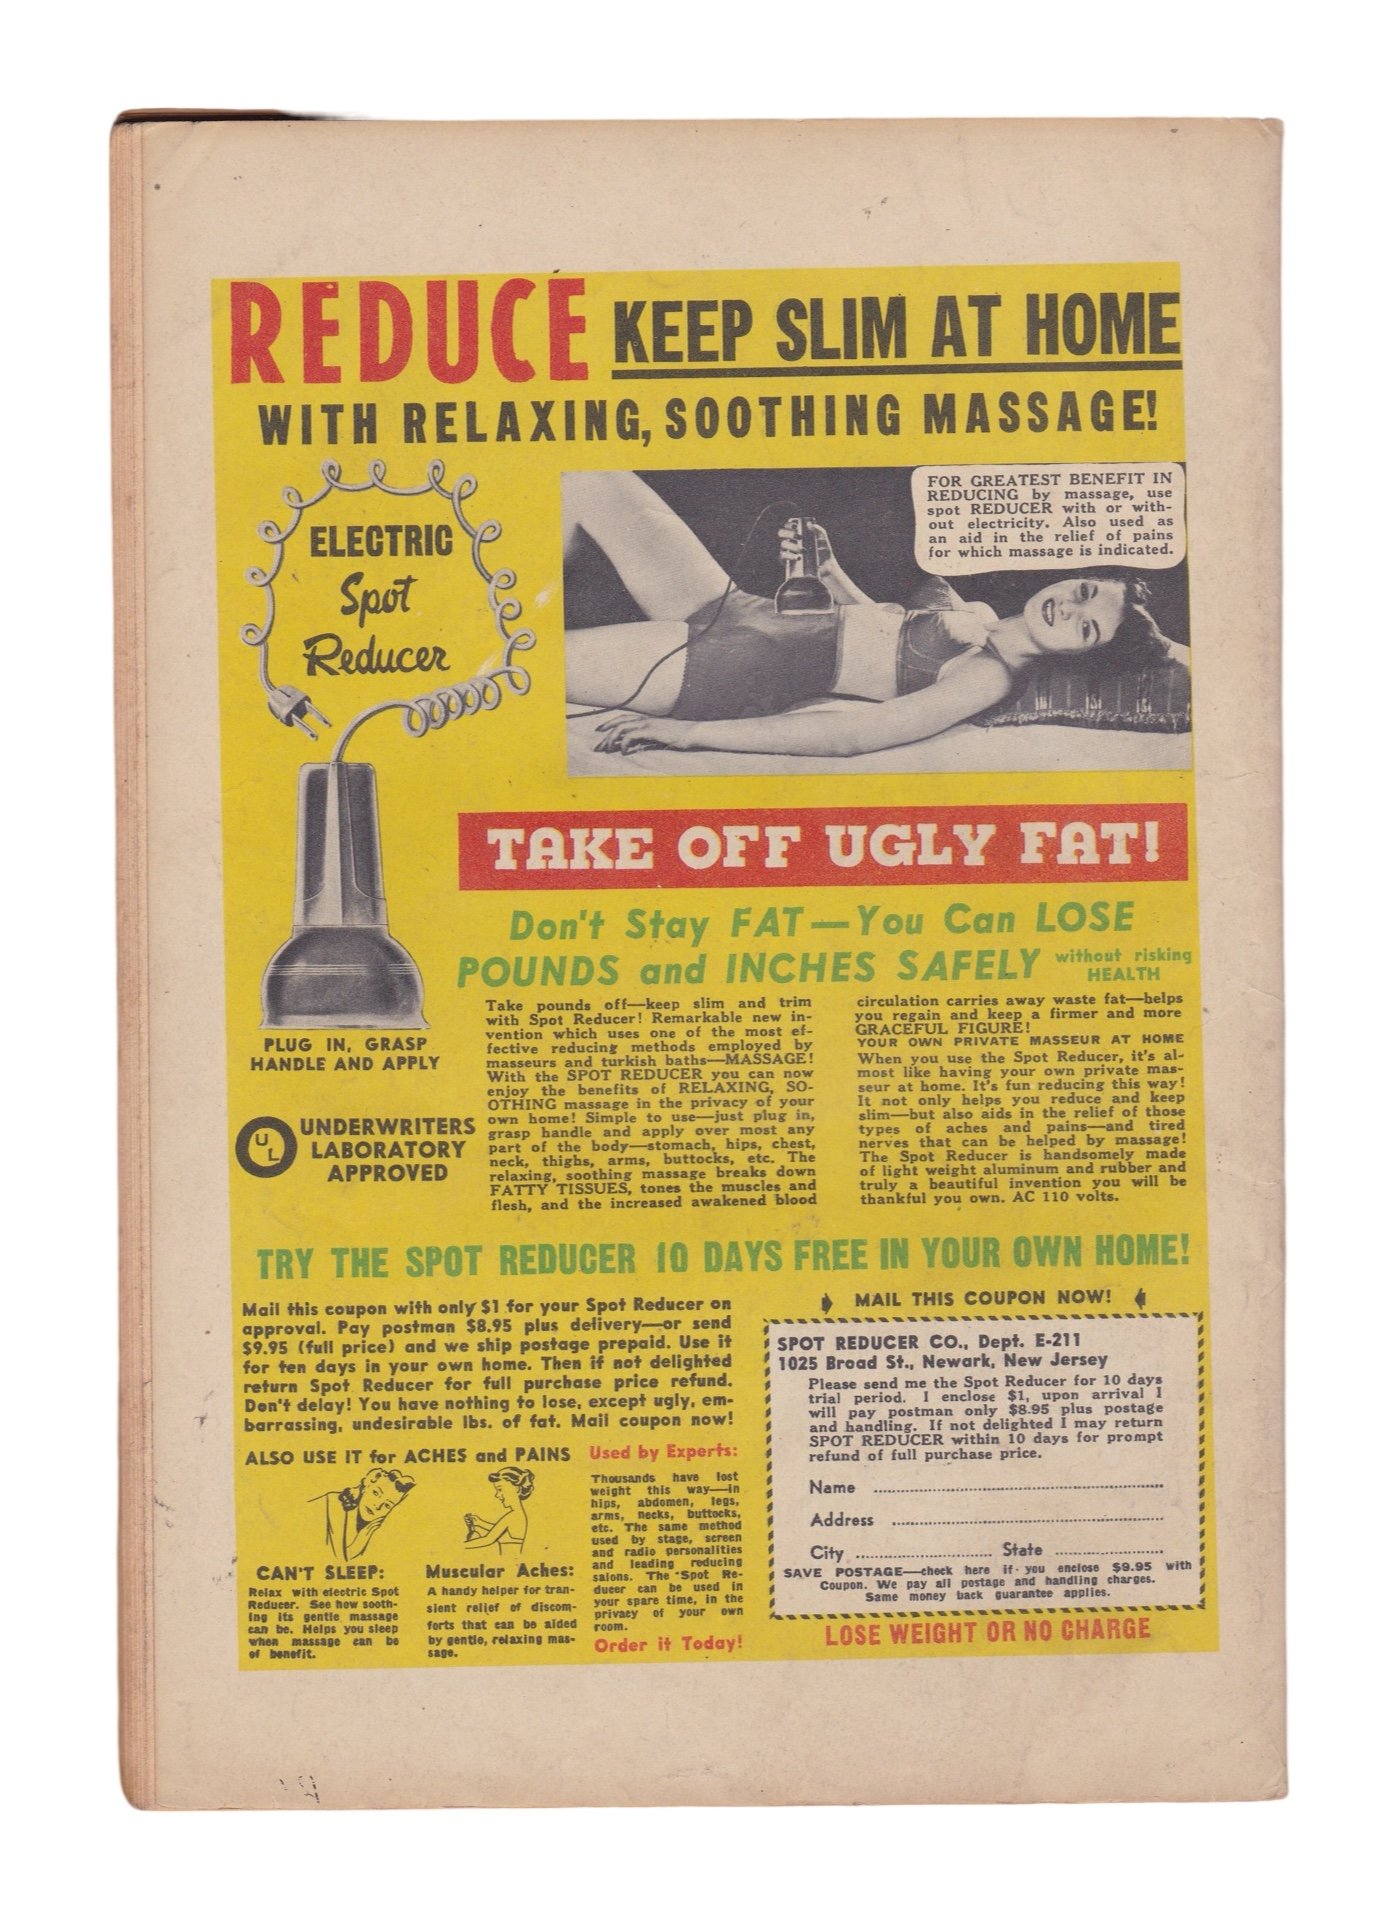 REDUCE KEEP SLIM AT HOME
WITH RELAXING, SOOTHING MASSAGE!
ELECTRIC
Spot
Reducer
FOR GREATEST BENEFIT IN
REDUCING by massage, use
spot REDUCER with or with-
out electricity. Also used as
an aid in the relief of pains
for which massage is indicated.
TAKE OFF UGLY FAT!
Don't Stay FAT—You Can LOSE
POUNDS and INCHES SAFELY without risking
HEALTH
PLUG IN, GRASP
HANDLE AND APPLY
UL
UNDERWRITERS
LABORATORY
APPROVED
Take pounds off—keep slim and trim
with Spot Reducer! Remarkable new in-
vention which uses one of the most ef-
fective reducing methods employed by
masseurs and turkish baths—MASSAGE!
With the SPOT REDUCER you can now
enjoy the benefits of RELAXING, SO-
OTHING massage in the privacy of your
own home! Simple to use—just plug in,
grasp handle and apply over most any
part of the body—stomach, hips, chest,
neck, thighs, arms, buttocks, etc. The
relaxing, soothing massage breaks down
FATTY TISSUES, tones the muscles and
flesh, and the increased awakened blood
circulation carries away waste fat—helps
you regain and keep a firmer and more
GRACEFUL FIGURE!
YOUR OWN PRIVATE MASSEUR AT HOME
When you use the Spot Reducer, it's al-
most like having your own private mas-
seur at home. It's fun reducing this way!
It not only helps you reduce and keep
slim—but also aids in the relief of those
types of aches and pains—and tired
nerves that can be helped by massage!
The Spot Reducer is handsomely made
of light weight aluminum and rubber and
truly a beautiful invention you will be
thankful you own. AC 110 volts.
TRY THE SPOT REDUCER 10 DAYS FREE IN YOUR OWN HOME!
Mail this coupon with only $1 for your Spot Reducer on
approval. Pay postman $8.95 plus delivery—or send
$9.95 (full price) and we ship postage prepaid. Use it
for ten days in your own home. Then if not delighted
return Spot Reducer for full purchase price refund.
Don't delay! You have nothing to lose, except ugly, em-
barrassing, undesirable lbs. of fat. Mail coupon now!
ALSO USE IT for ACHES and PAINS
CAN'T SLEEP:
Relax with electric Spot
Reducer. See how sooth-
ing its gentle massage
can be. Helps you sleep
when massage can be
of benefit.
Muscular Aches:
A handy helper for tran-
sient relief of discom-
forts that can be aided
by gentle, relaxing mas-
sage.
Used by Experts:
Thousands have lost
weight this way—in
hips, abdomen, legs,
arms, necks, buttocks,
etc. The same method
used by stage, screen
and radio personalities
and leading reducing
salons. The Spot Re-
ducer can be used in
your spare time, in the
privacy of your own
room.
Order it Today!
MAIL THIS COUPON NOW!
SPOT REDUCER CO., Dept. E-211
1025 Broad St., Newark, New Jersey
Please send me the Spot Reducer for 10 days
trial period. I enclose $1, upon arrival I
will pay postman only $8.95 plus postage
and handling. If not delighted I may return
SPOT REDUCER within 10 days for prompt
refund of full purchase price.
Name
Address
City State
SAVE POSTAGE—check here if you enclose $9.95 with
Coupon. We pay all postage and handling charges.
Same money back guarantee applies.
LOSE WEIGHT OR NO CHARGE